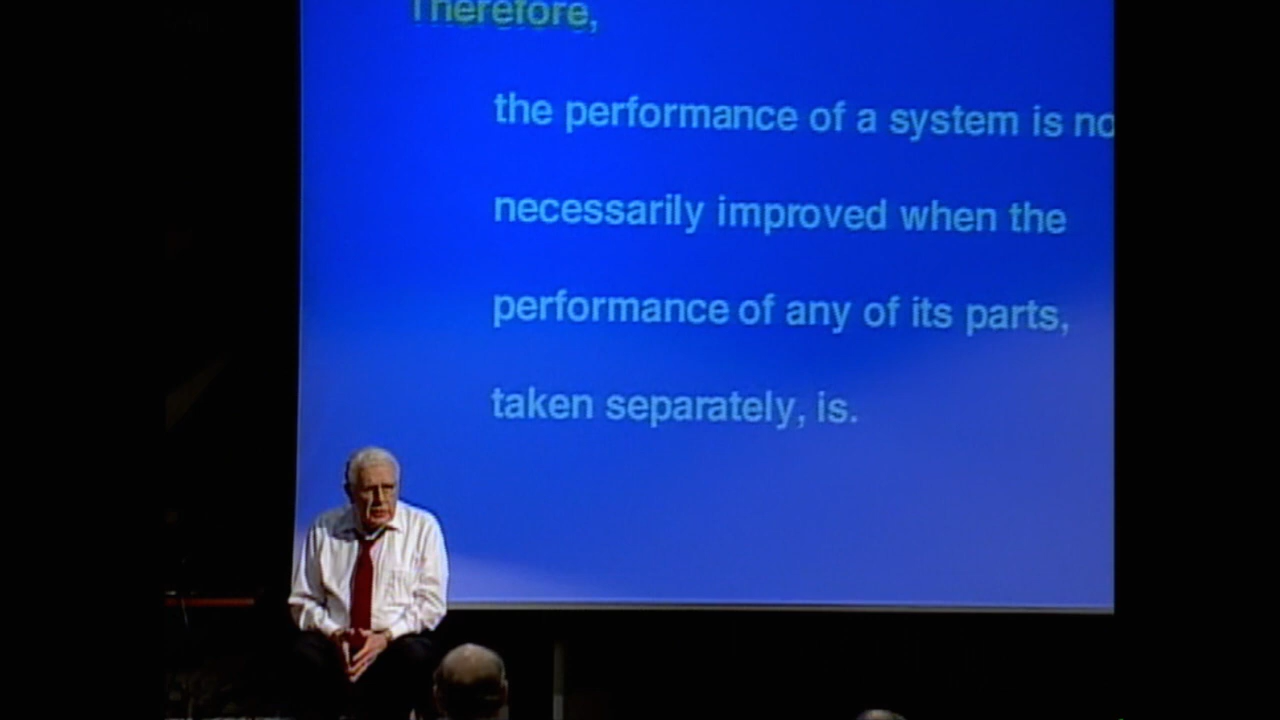 Therefore,
the performance of a system is no
necessarily improved when the
performance of any of its parts,
taken separately, is.